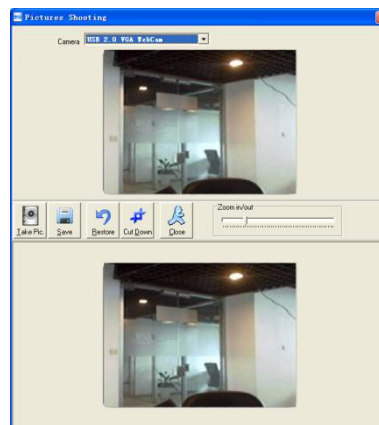 Pictures Shooting
Camera USB 2.0 VGA WebCam
Take Pic. Save Restore Cut Down Close
Zoom in/out